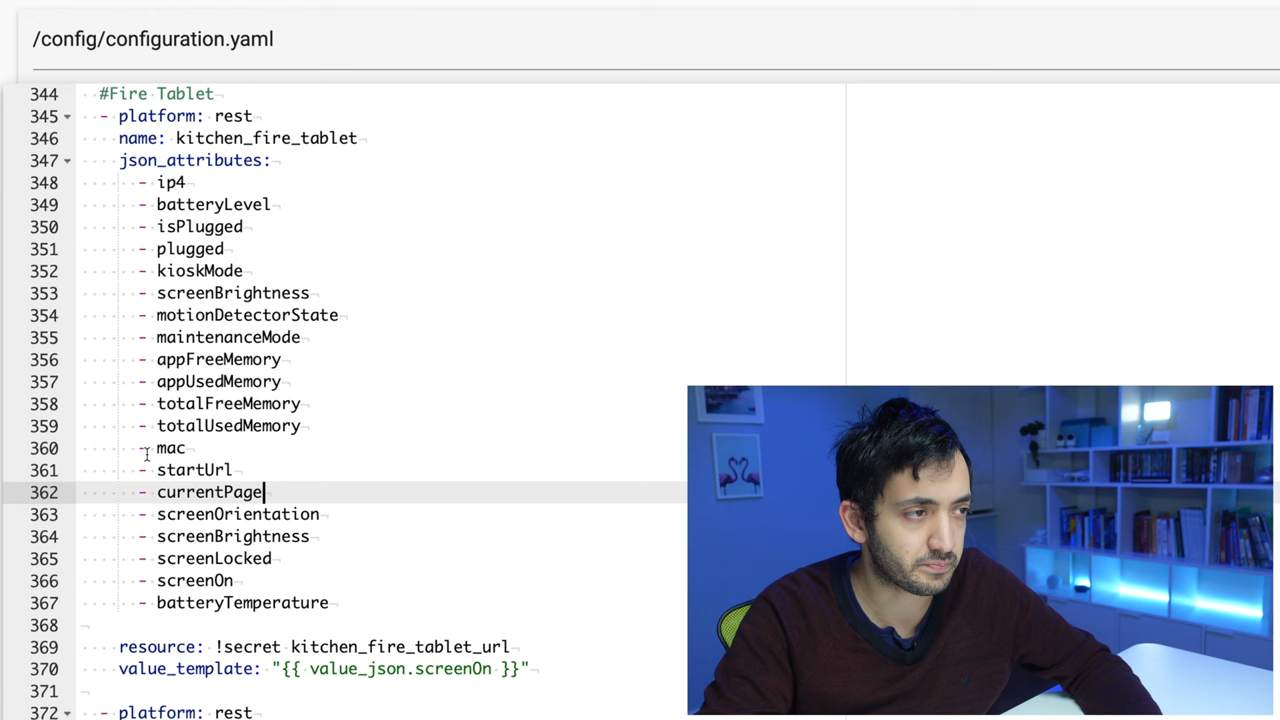 /config/configuration.yaml
344 #Fire Tablet
345 - platform: rest
346 name: kitchen_fire_tablet
347 json_attributes:
348 - ip4
349 - batteryLevel
350 - isPlugged
351 - plugged
352 - kioskMode
353 - screenBrightness
354 - motionDetectorState
355 - maintenanceMode
356 - appFreeMemory
357 - appUsedMemory
358 - totalFreeMemory
359 - totalUsedMemory
360 - mac
361 - startUrl
362 - currentPage
363 - screenOrientation
364 - screenBrightness
365 - screenLocked
366 - screenOn
367 - batteryTemperature
368
369 resource: !secret kitchen_fire_tablet_url
370 value_template: "{{ value_json.screenOn }}"
371
372 - platform: rest